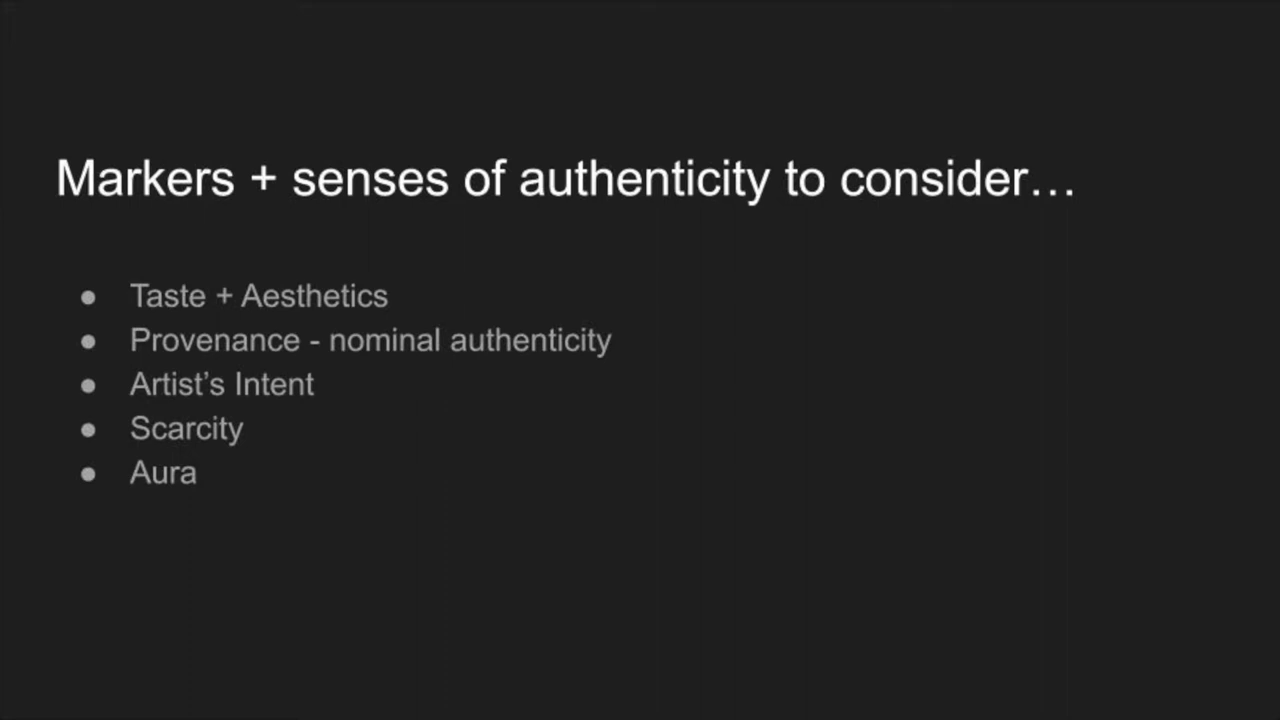 Markers + senses of authenticity to consider…
● Taste + Aesthetics
● Provenance - nominal authenticity
● Artist’s Intent
● Scarcity
● Aura